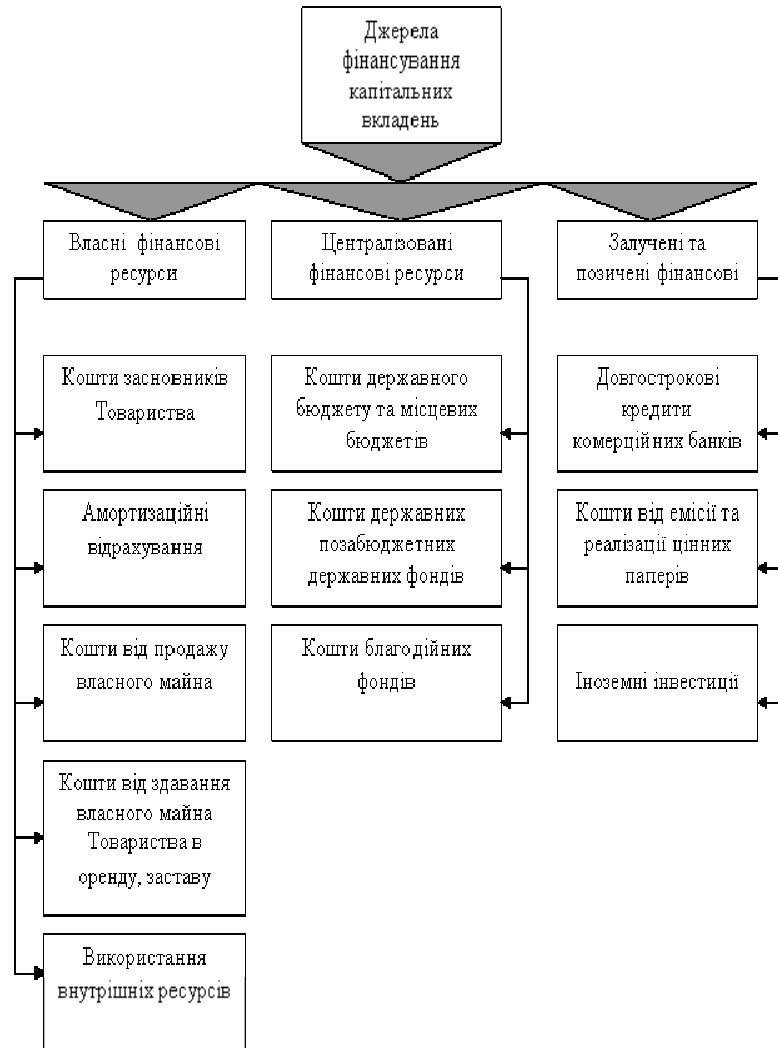 Джерела
фінансування
капітальних
вкладень
Власні фінансові
ресурси
Централізовані
фінансові ресурси
Залучені та
позичені фінансові
Кошти засновників
Товариства
Кошти державного
бюджету та місцевих
бюджетів
Довгострокові
кредити
комерційних банків
Амортизаційні
відрахування
Кошти державних
позабюджетних
державних фондів
Кошти від емісії та
реалізації цінних
паперів
Кошти від продажу
власного майна
Кошти благодійних
фондів
Іноземні інвестиції
Кошти від здавання
власного майна
Товариства в
оренду, заставу
Використання
внутрішніх ресурсів